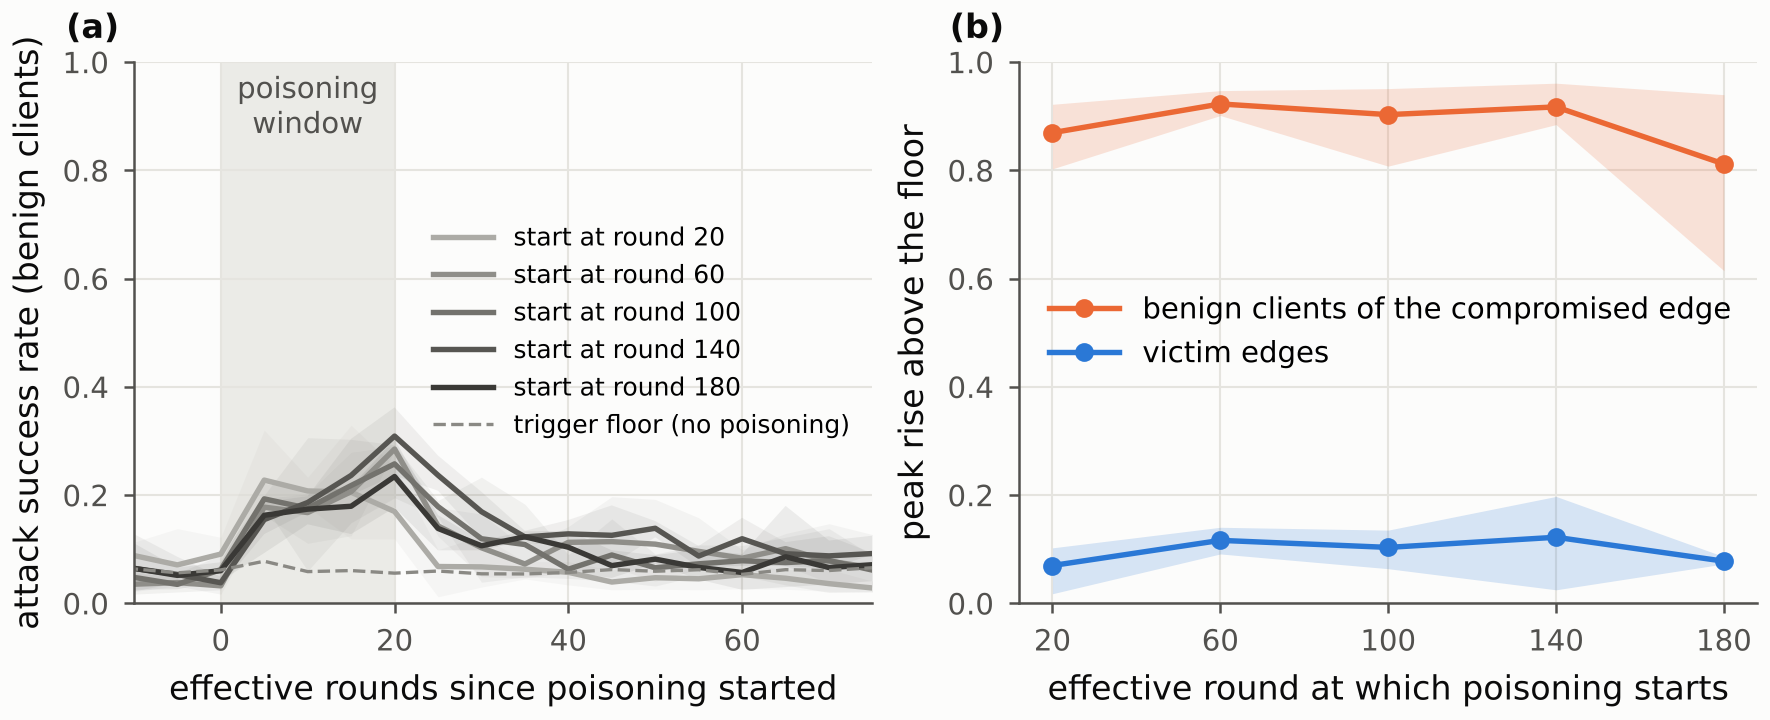 (a)
attack success rate (benign clients)
1.0
0.8
0.6
0.4
0.2
0.0
poisoning
window
start at round 20
start at round 60
start at round 100
start at round 140
start at round 180
trigger floor (no poisoning)
0 20 40 60
effective rounds since poisoning started
(b)
peak rise above the floor
1.0
0.8
0.6
0.4
0.2
0.0
benign clients of the compromised edge
victim edges
20 60 100 140 180
effective round at which poisoning starts